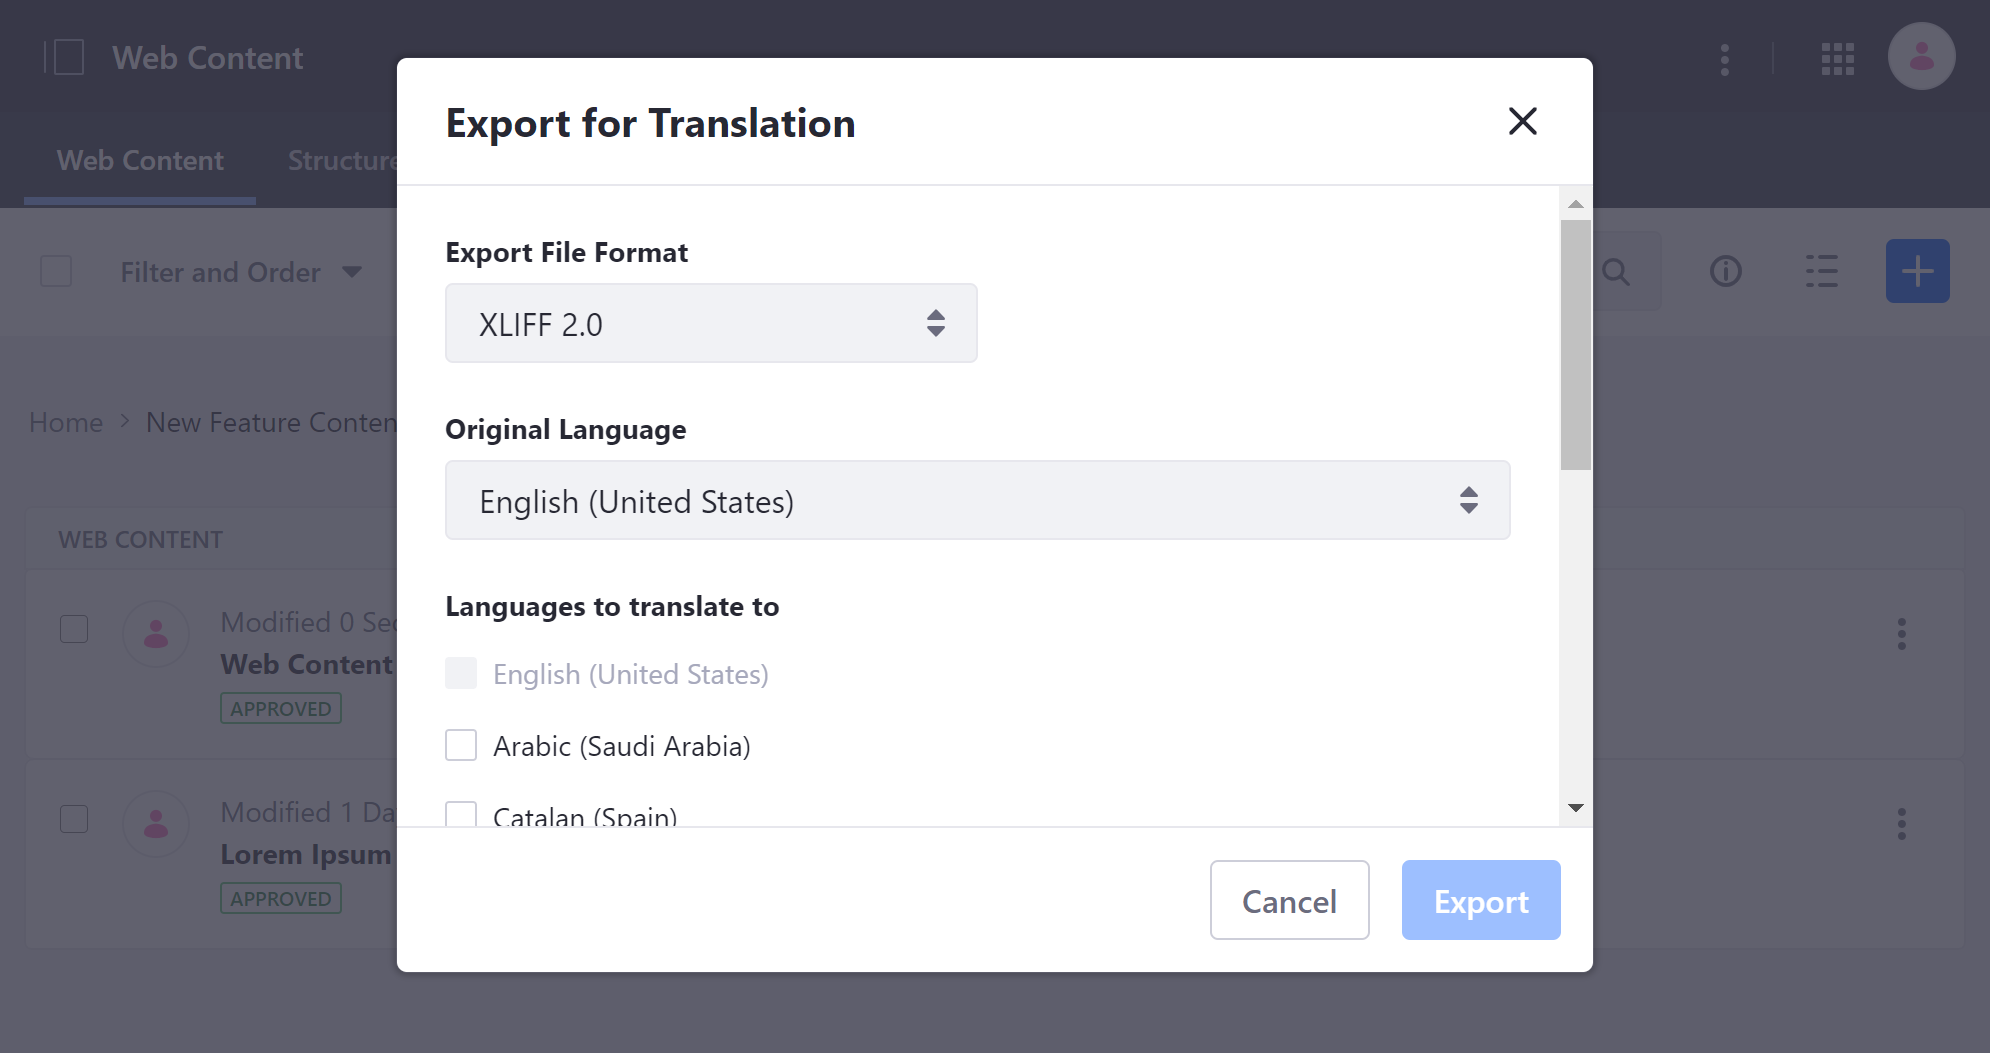 Web Content
Export for Translation
Web Content Structure
Export File Format
Filter and Order
XLIFF 2.0
Home New Feature Conten
Original Language
English (United States)
WEB CONTENT
Languages to translate to
Modified 0 Sec
Web Content
APPROVED
English (United States)
Arabic (Saudi Arabia)
Catalan (Spain)
Modified 1 Da
Lorem Ipsum
APPROVED
Cancel Export